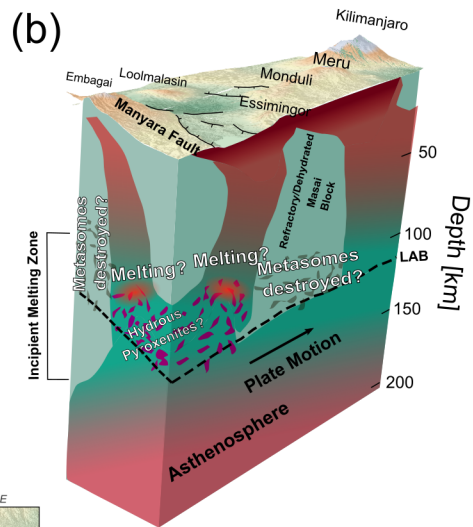 (b)
Kilimanjaro
Meru
Monduli
Loolmalasin
Embagai
Essimingor
Manyara Fault
50
100
LAB
150
200
Depth [km]
Refractory/Dehydrated
Masai
Block
Metasomes
destroyed?
Melting?
Melting?
Metasomes
destroyed?
Hydrous
Pyroxenites?
Incipient Melting Zone
Plate Motion
Asthenosphere
E